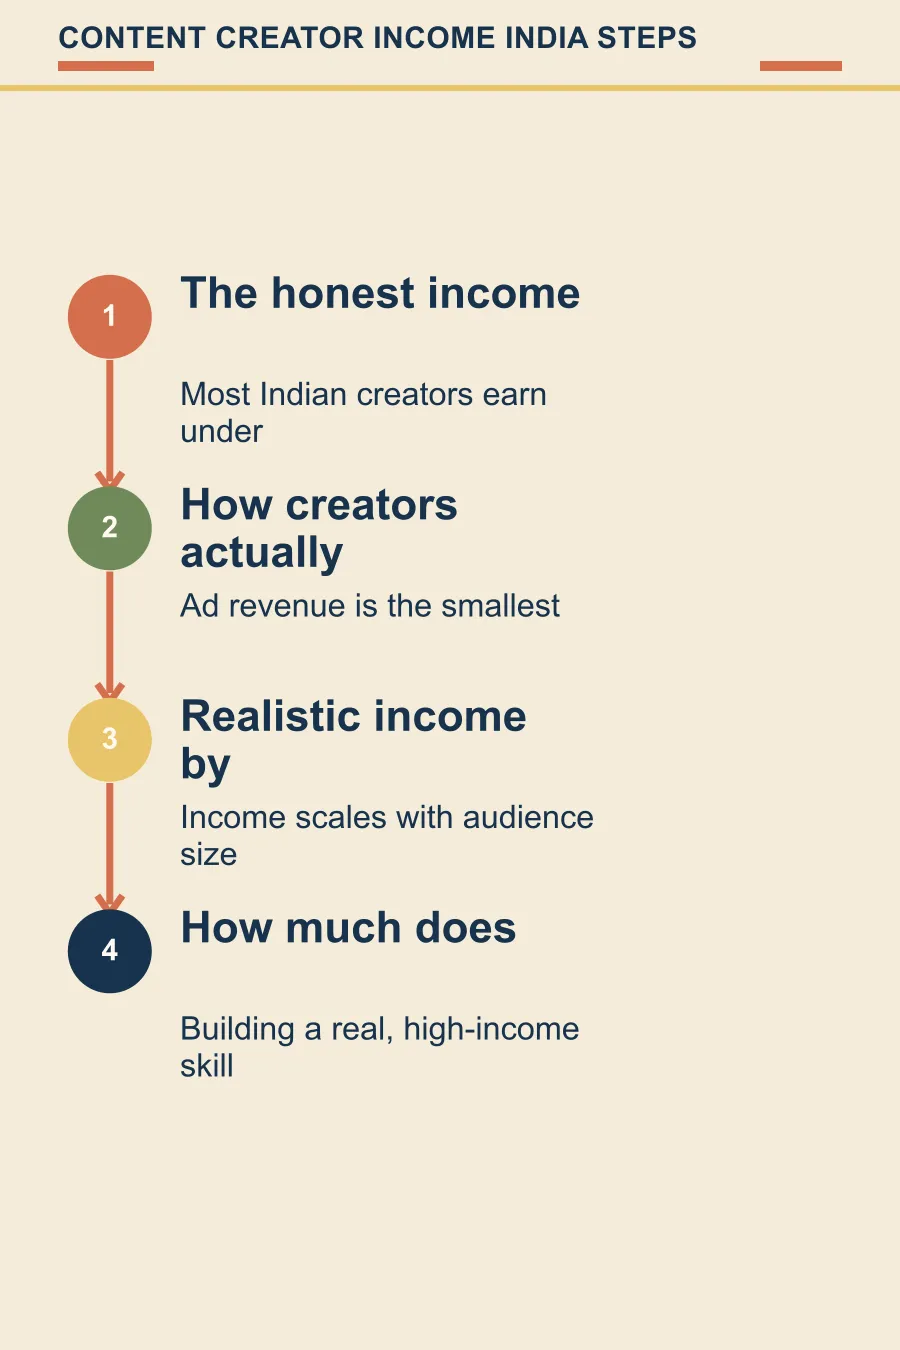 CONTENT CREATOR INCOME INDIA STEPS
1
The honest income
Most Indian creators earn
under
2
How creators
actually
Ad revenue is the smallest
3
Realistic income
by
Income scales with audience
size
4
How much does
Building a real, high-income
skill